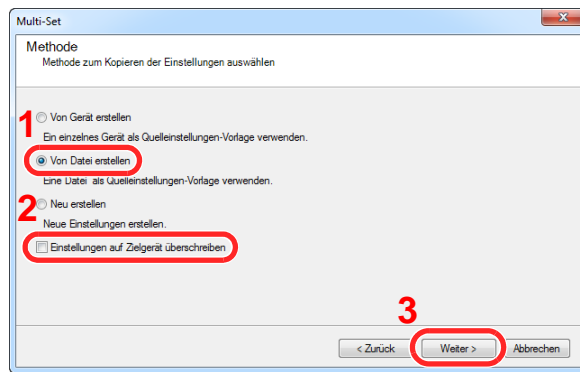 Multi-Set
Methode
Methode zum Kopieren der Einstellungen auswählen
1
Von Gerät erstellen
Ein einzelnes Gerät als Quelleinstellungen-Vorlage verwenden.
Von Datei erstellen
Eine Datei als Quelleinstellungen-Vorlage verwenden.
2
Neu erstellen
Neue Einstellungen erstellen.
Einstellungen auf Zielgerät überschreiben
3
< Zurück Weiter > Abbrechen